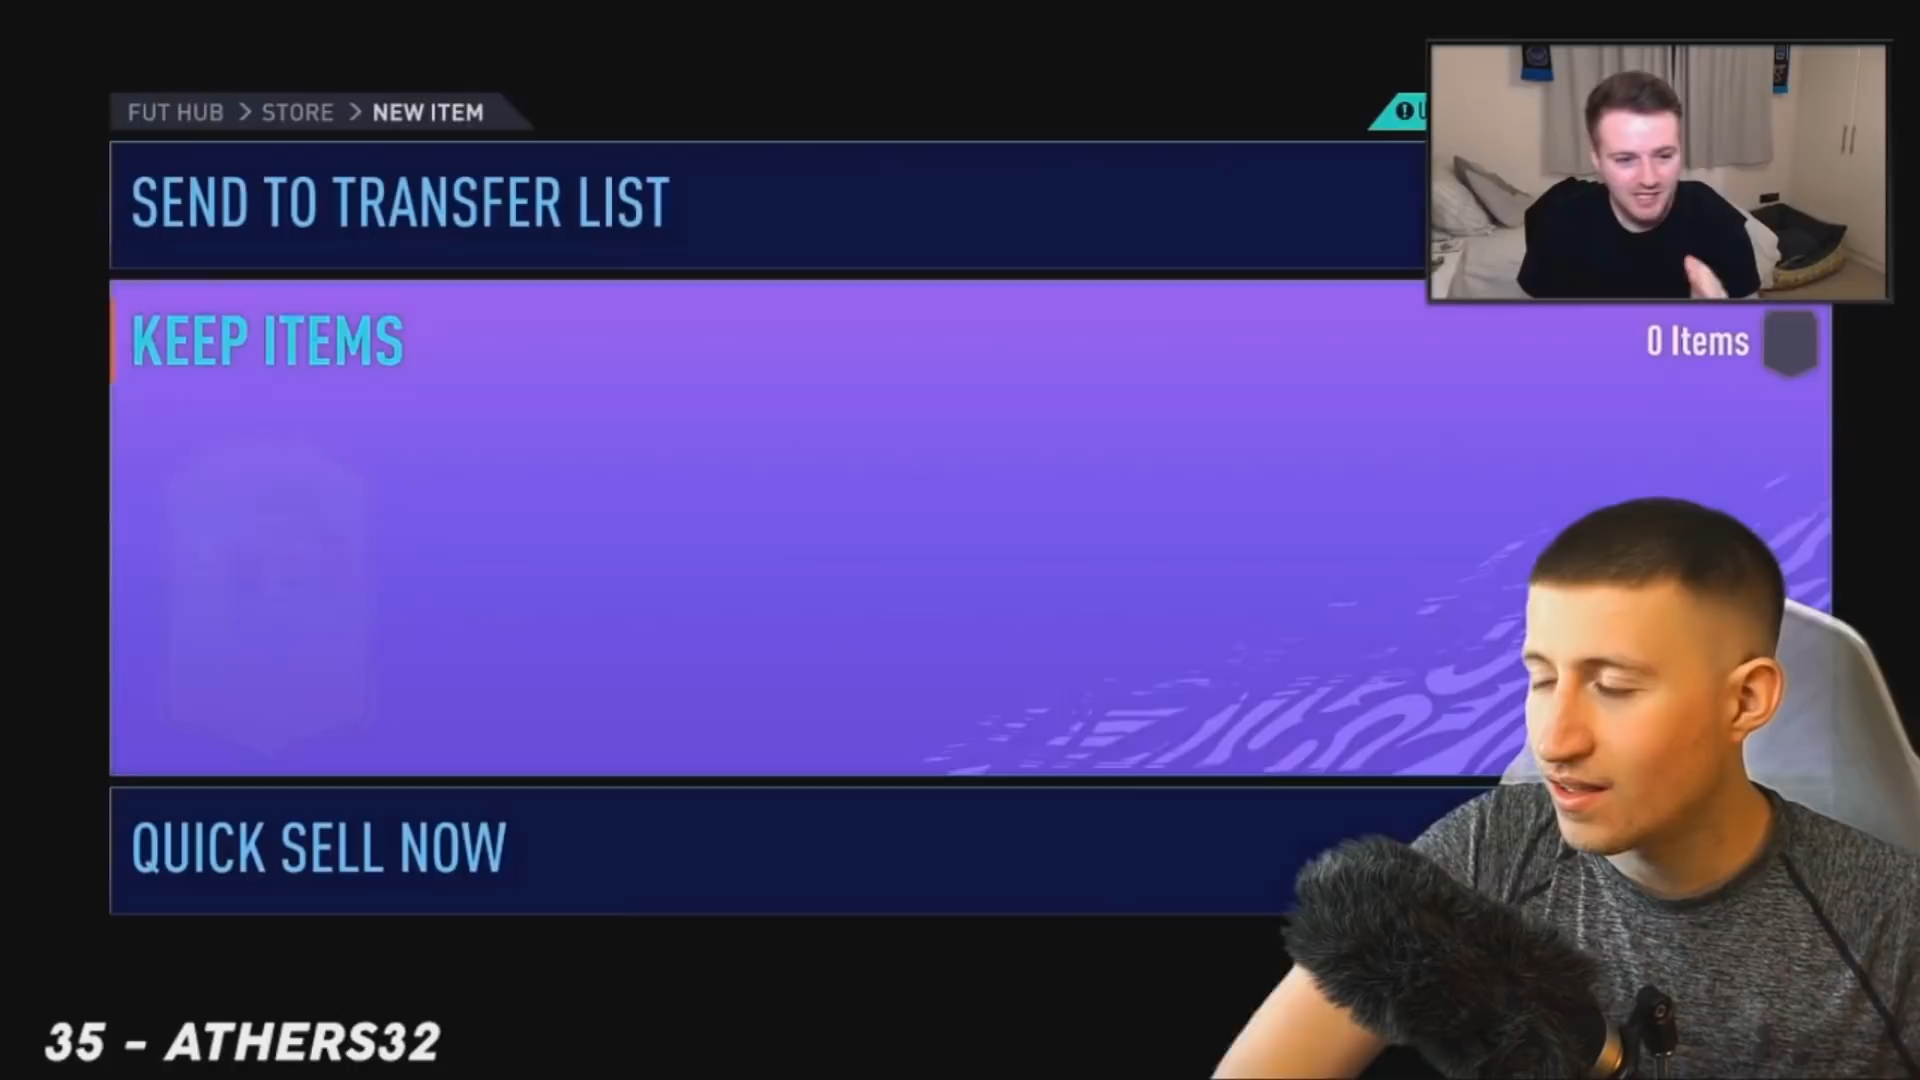 FUT HUB > STORE > NEW ITEM
SEND TO TRANSFER LIST
KEEP ITEMS
0 Items
QUICK SELL NOW
35 - ATHERS32